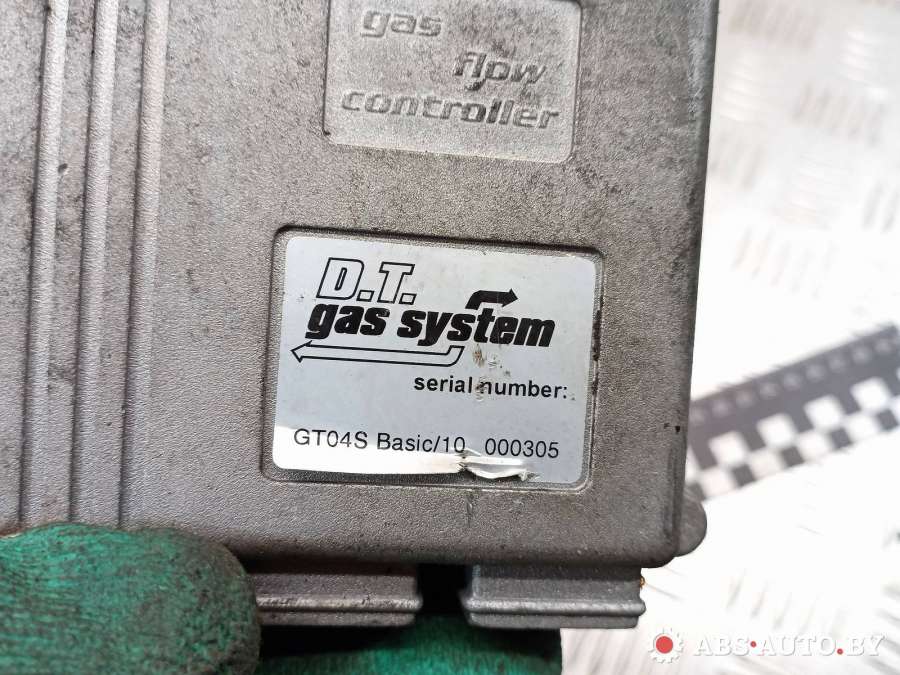 gas
flow
controller
D.T.
gas system
serial number:
GT04S Basic/10 000305
ABS-AUTO.BY